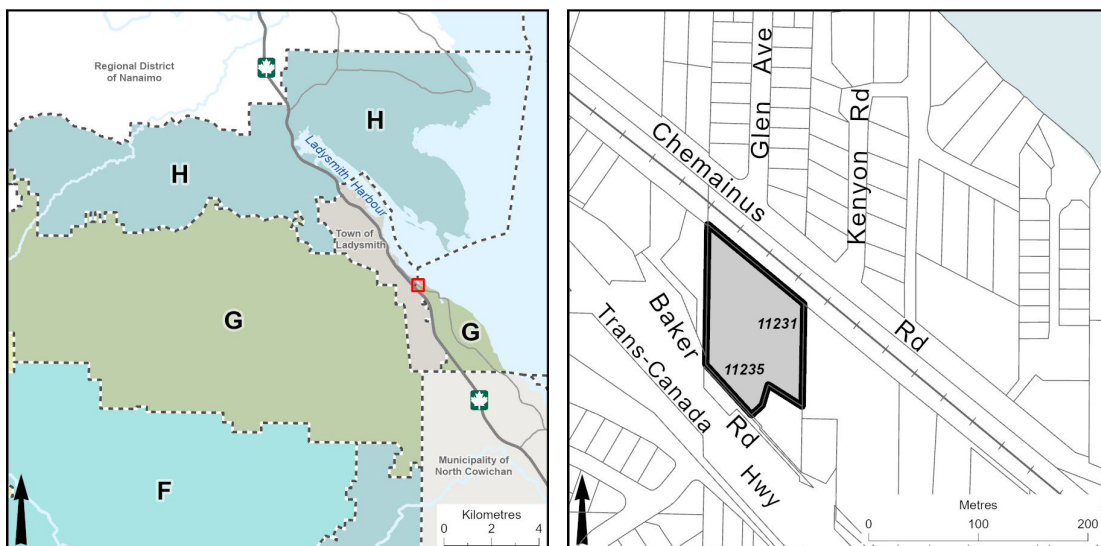 Regional District
of Nanaimo
H
H
Ladysmith Harbour
Town of
Ladysmith
G
G
F
Municipality of
North Cowichan
Kilometres
0 2 4
Glen Ave
Kenyon Rd
Chemainus Rd
11231
11235
Baker Rd
Trans-Canada Hwy
Metres
0 100 200